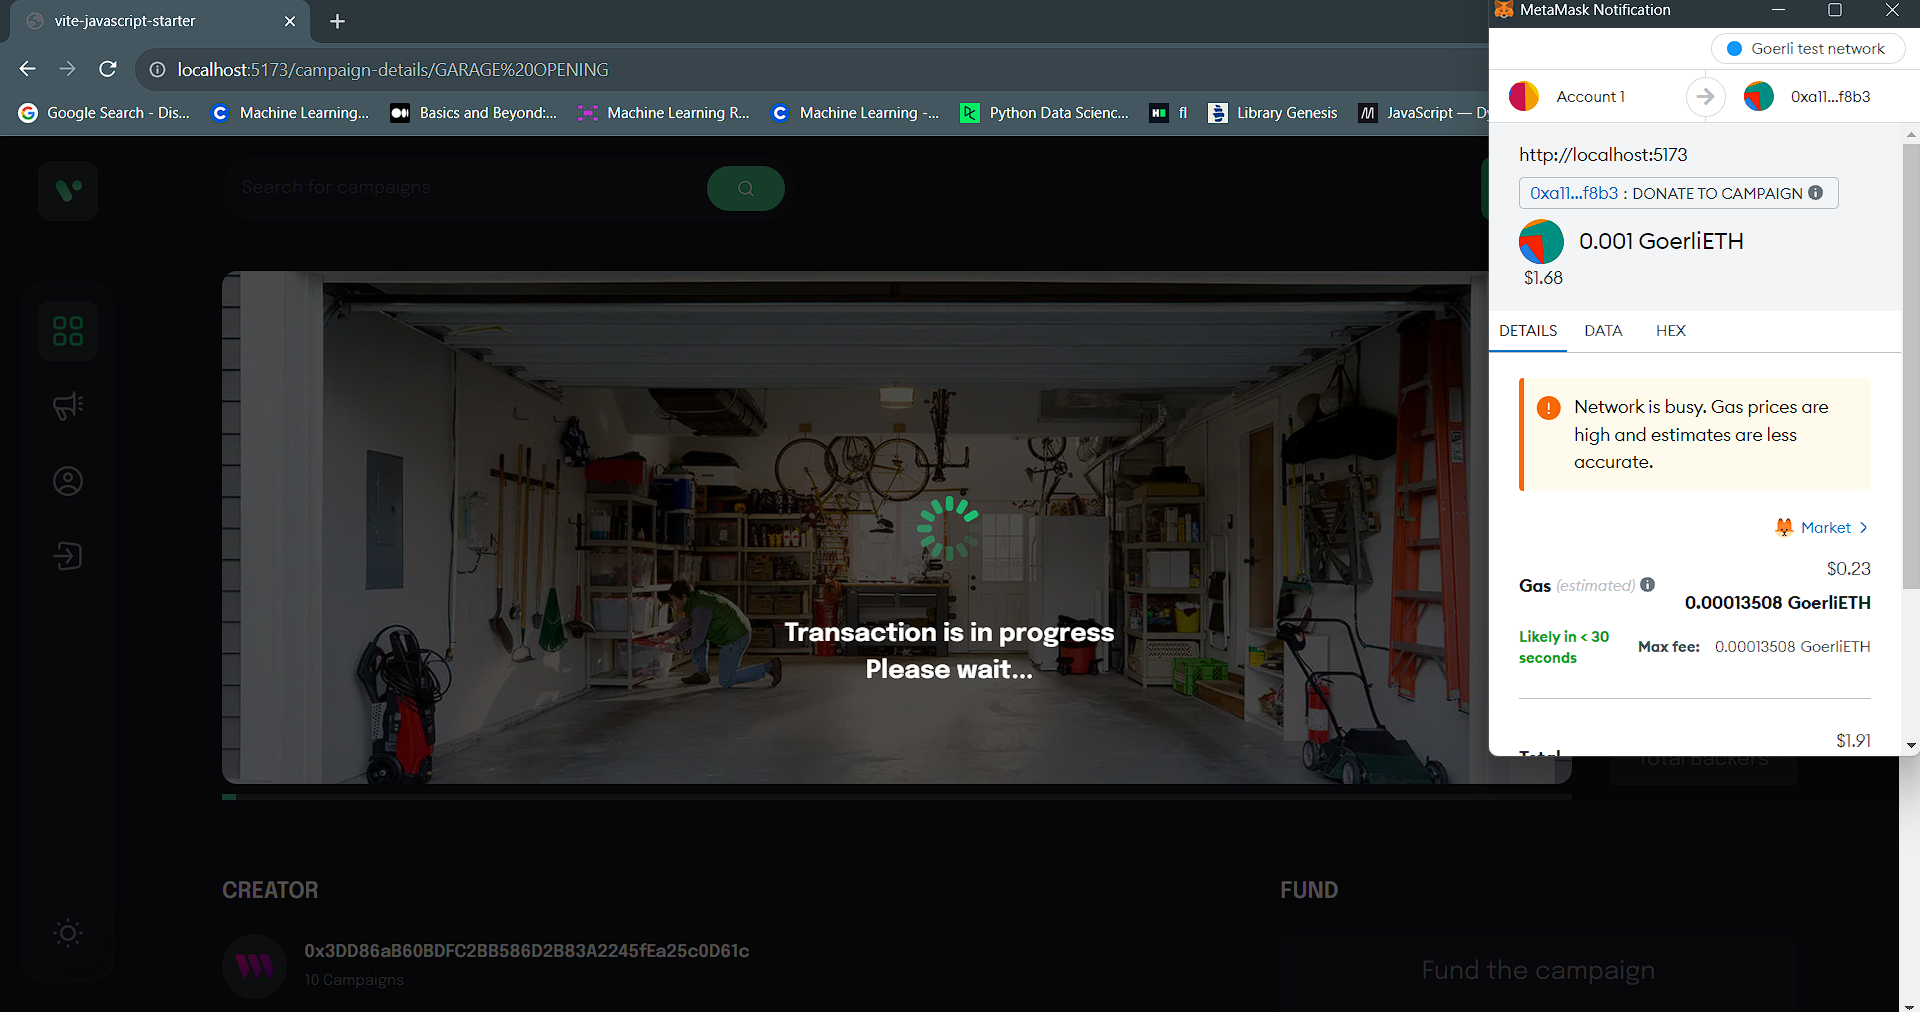 vite-javascript-starter
localhost:5173/campaign-details/GARAGE%20OPENING
Google Search - Dis...
Machine Learning...
Basics and Beyond:...
Machine Learning R...
Machine Learning -...
Python Data Scienc...
fl
Library Genesis
JavaScript — Dy
Search for campaigns
Transaction is in progress
Please wait...
Total Backers
CREATOR
0x3DD86aB60BDFC2BB586D2B83A2245fEa25c0D61c
10 Campaigns
FUND
Fund the campaign
MetaMask Notification
Goerli test network
Account 1
0xa11...f8b3
http://localhost:5173
0xa11...f8b3 : DONATE TO CAMPAIGN
0.001 GoerliETH
$1.68
DETAILS
DATA
HEX
Network is busy. Gas prices are
high and estimates are less
accurate.
Market
$0.23
Gas (estimated)
0.00013508 GoerliETH
Likely in < 30
seconds
Max fee: 0.00013508 GoerliETH
$1.91
Total